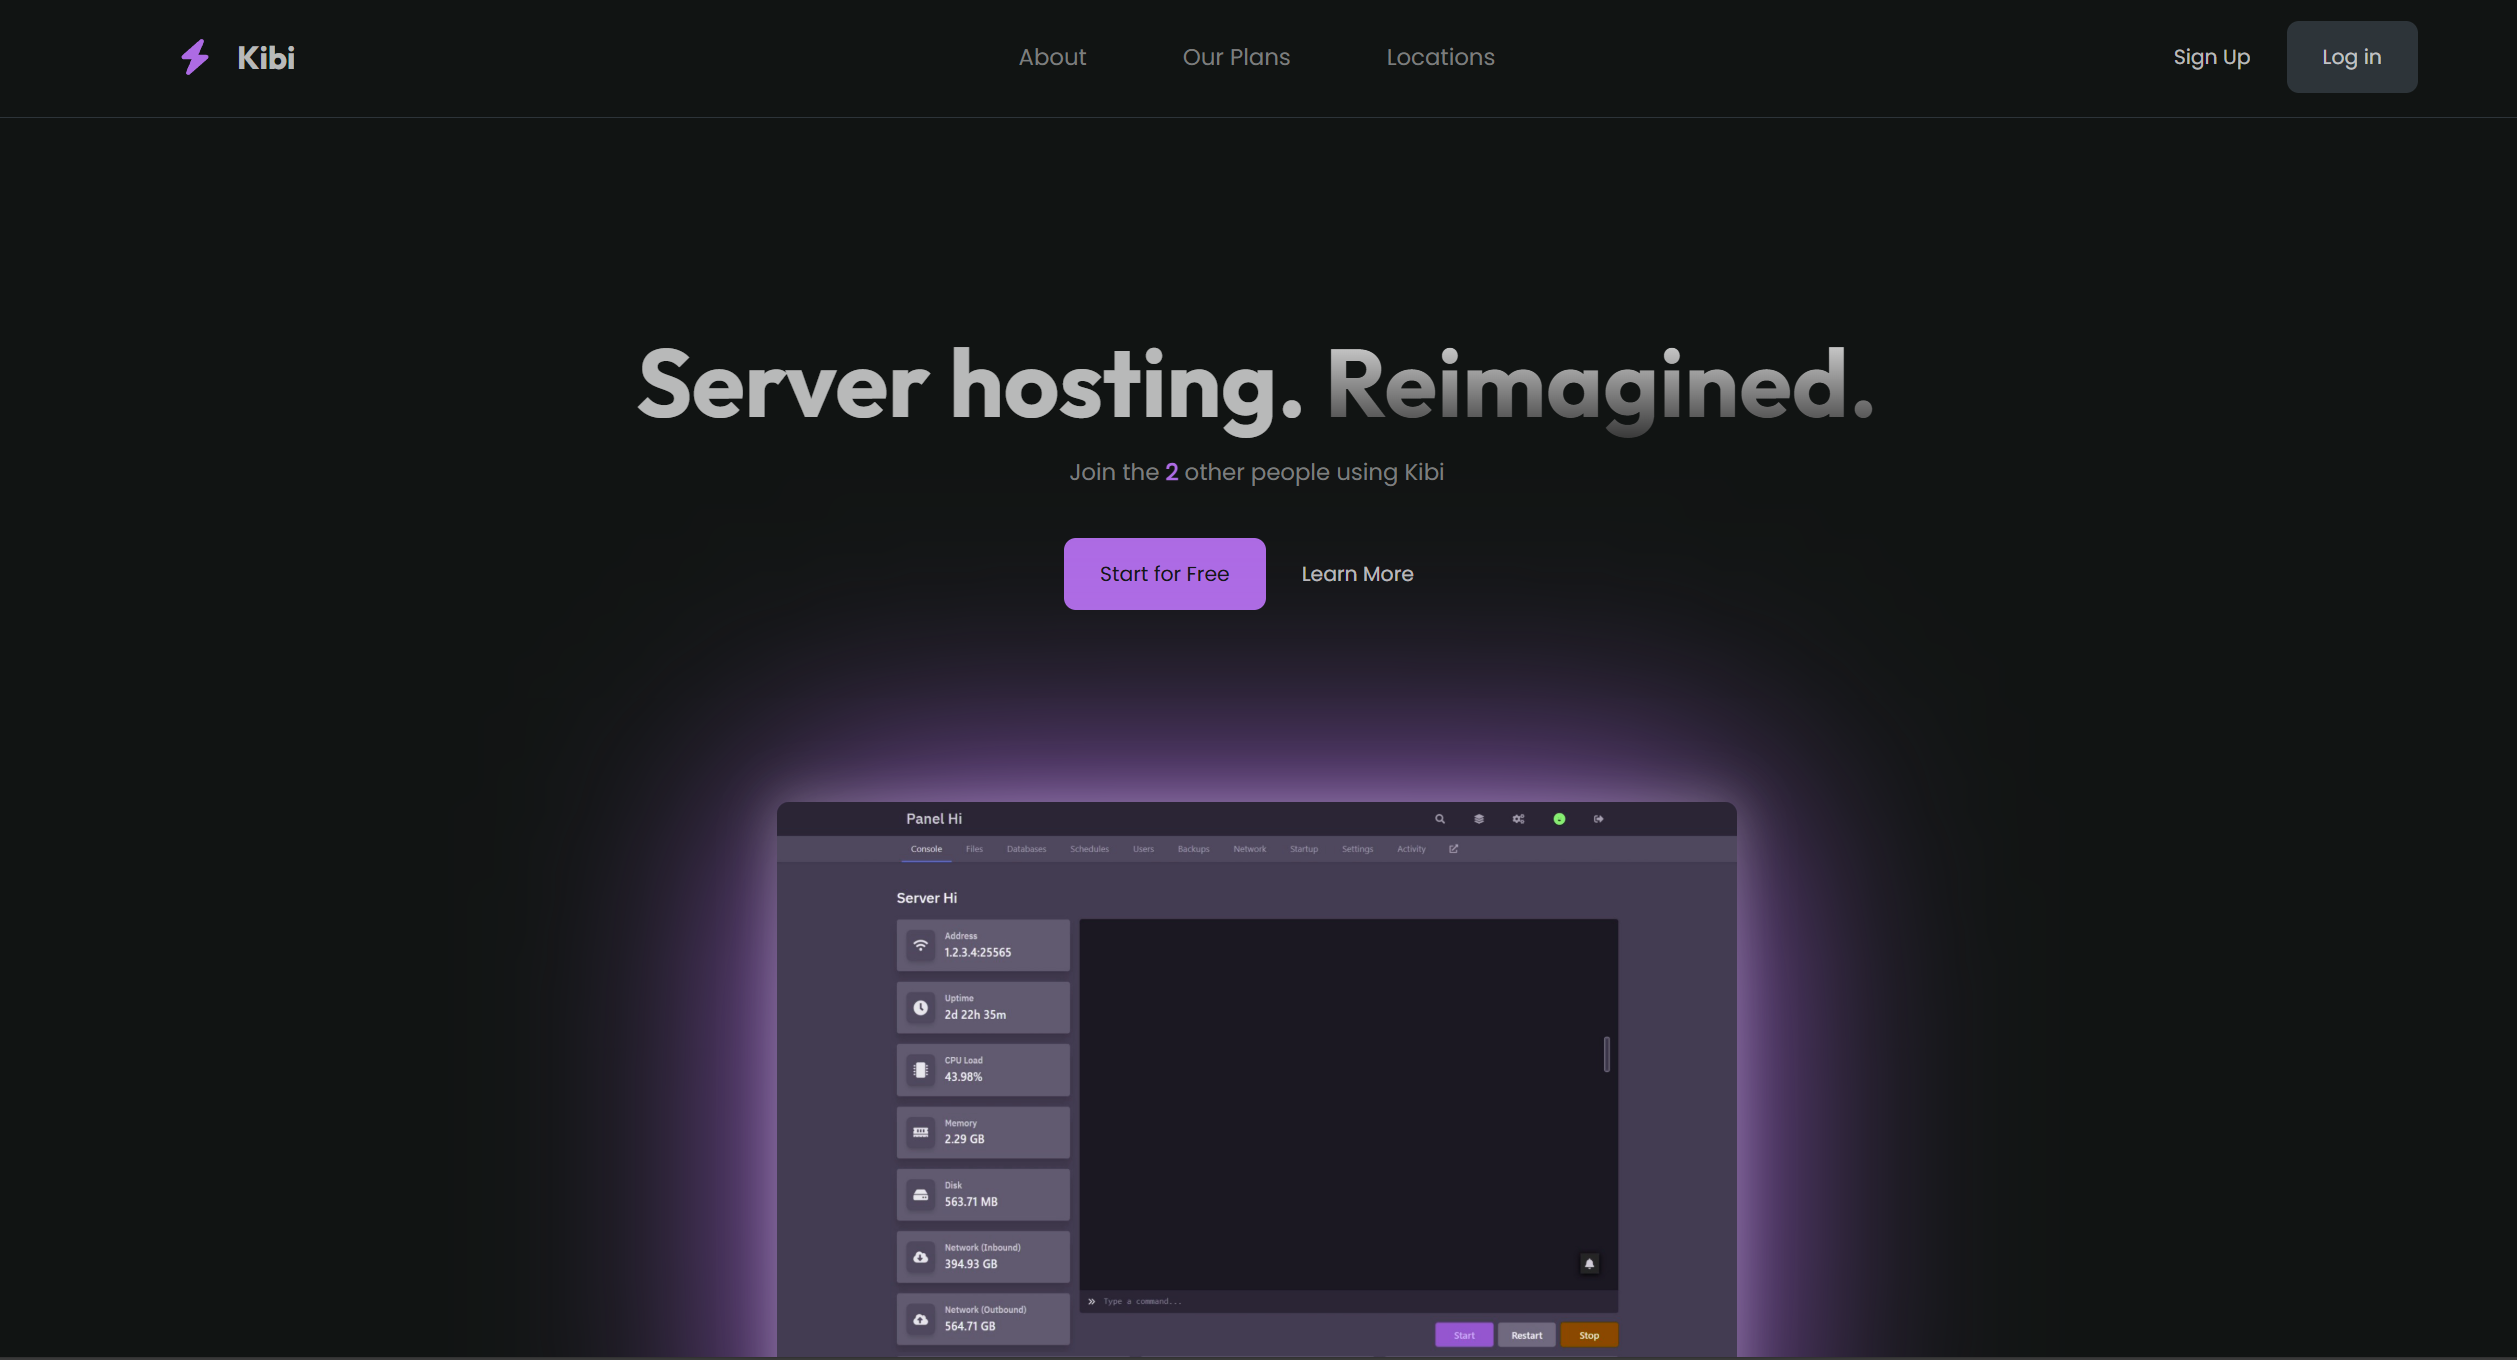 Kibi
About
Our Plans
Locations
Sign Up
Log in
Server hosting. Reimagined.
Join the 2 other people using Kibi
Start for Free
Learn More
Panel Hi
Console
Files
Databases
Schedules
Users
Backups
Network
Startup
Settings
Activity
Server Hi
Address
1.2.3.4:25565
Uptime
2d 22h 35m
CPU Load
43.98%
Memory
2.29 GB
Disk
563.71 MB
Network (Inbound)
394.93 GB
Network (Outbound)
564.71 GB
Type a command...
Start
Restart
Stop